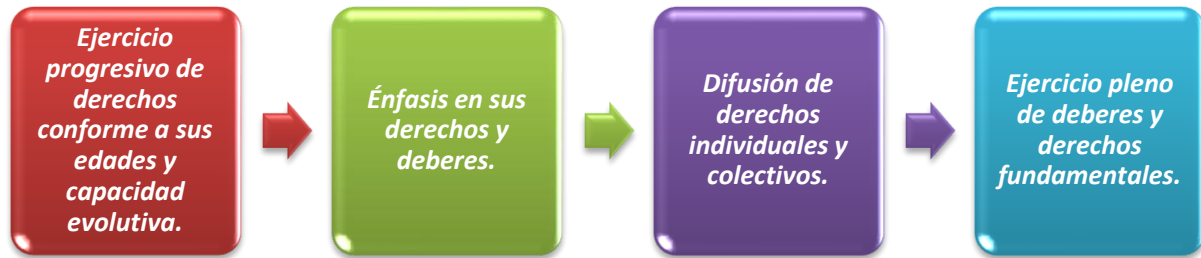 Ejercicio
progresivo de
derechos
conforme a sus
edades y
capacidad
evolutiva.
Énfasis en sus
derechos y
deberes.
Difusión de
derechos
individuales y
colectivos.
Ejercicio pleno
de deberes y
derechos
fundamentales.